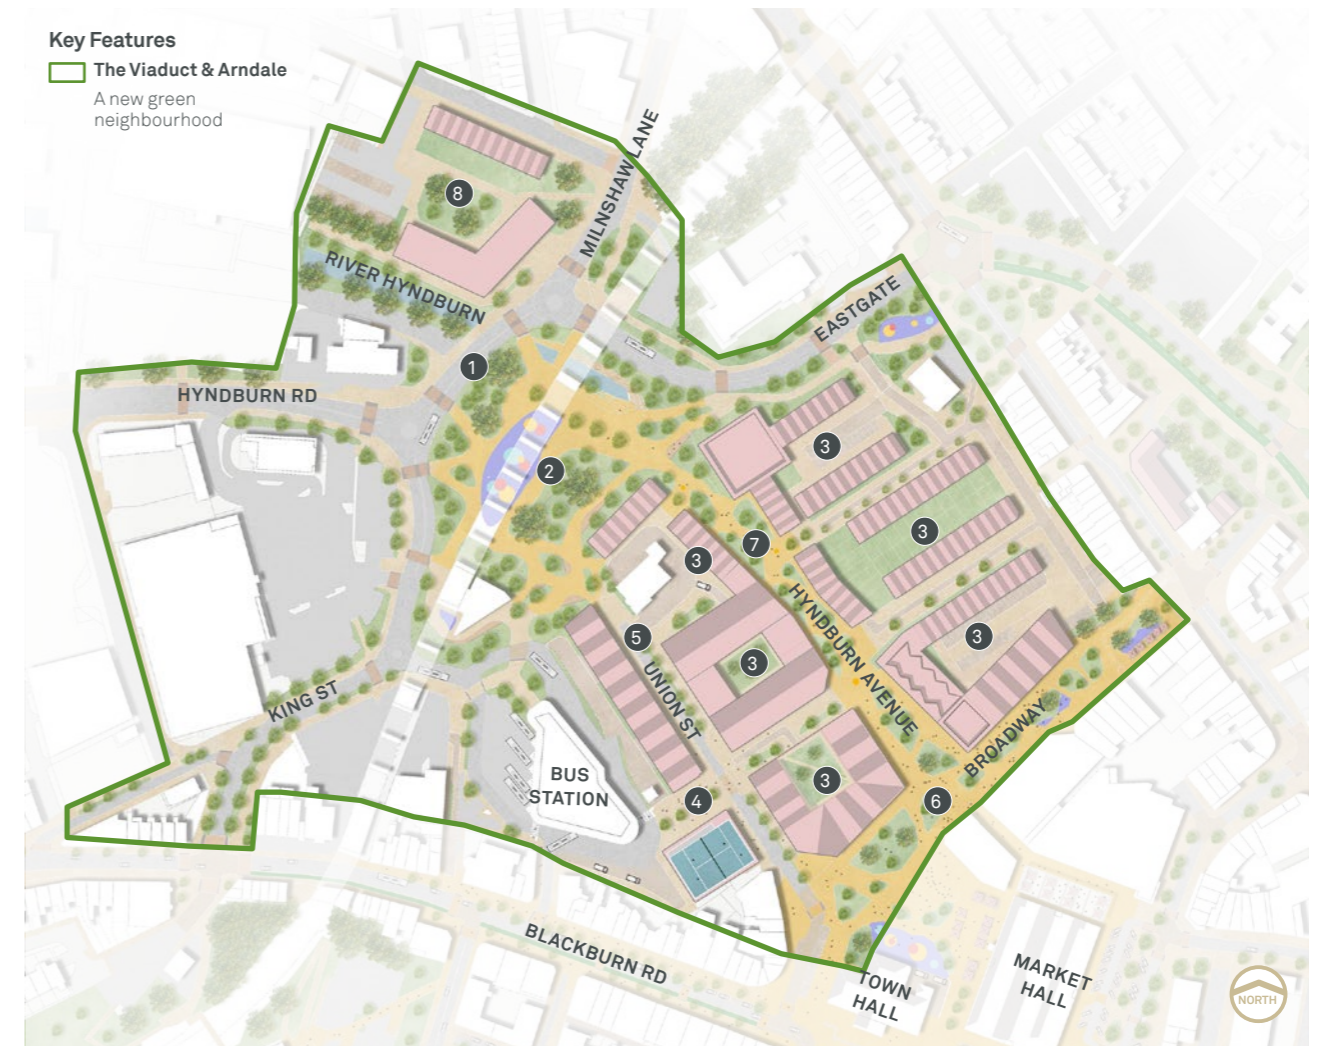 Key Features
The Viaduct & Arndale
A new green
neighbourhood
MILNSHAW LANE
8
RIVER HYNDBURN
EASTGATE
1
HYNDBURN RD
3
2
3
7
3
HYNDBURN AVENUE
5
3
3
UNION ST
KING ST
BROADWAY
BUS
STATION
3
4
6
BLACKBURN RD
TOWN
HALL
MARKET
HALL
NORTH